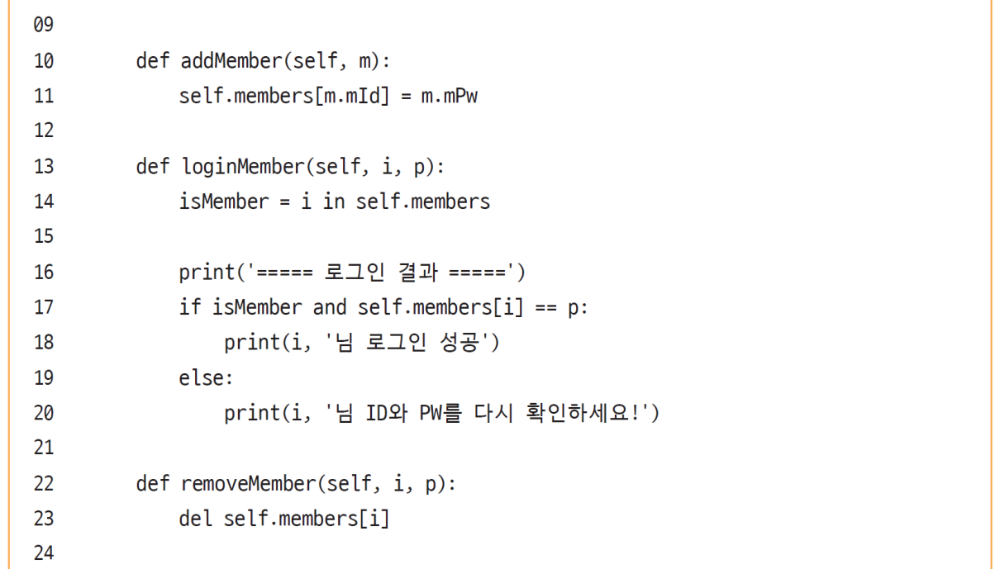 09
10 def addMember(self, m):
11 self.members[m.mId] = m.mPw
12
13 def loginMember(self, i, p):
14 isMember = i in self.members
15
16 print('===== 로그인 결과 =====')
17 if isMember and self.members[i] == p:
18 print(i, '님 로그인 성공')
19 else:
20 print(i, '님 ID와 PW를 다시 확인하세요!')
21
22 def removeMember(self, i, p):
23 del self.members[i]
24